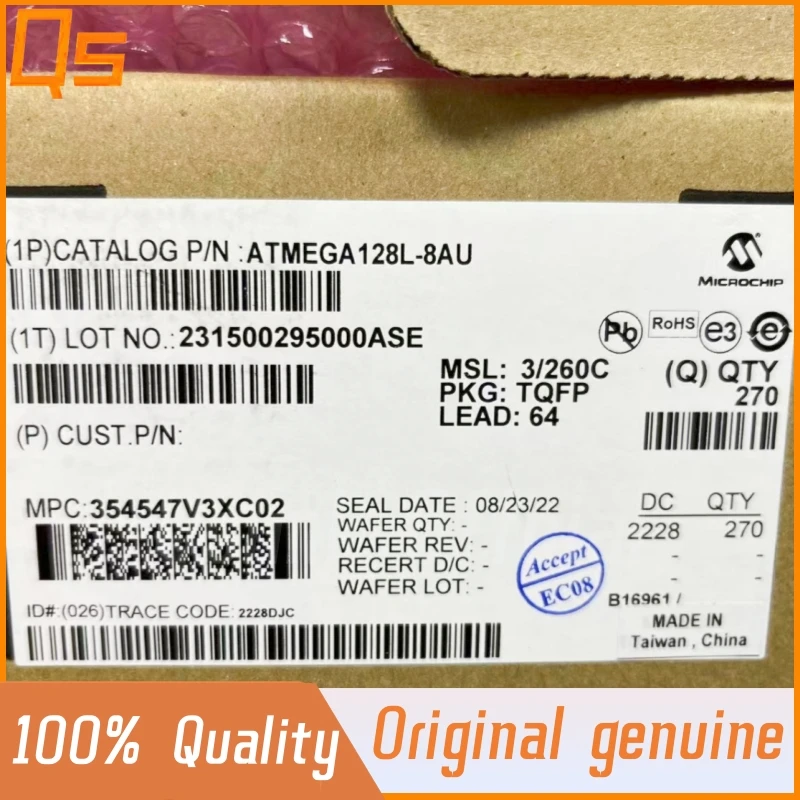 QS
(1P)CATALOG P/N :ATMEGA128L-8AU
MICROCHIP
(1T) LOT NO.:231500295000ASE
Pb
RoHS
e3
e
MSL: 3/260C
PKG: TQFP
LEAD: 64
(Q) QTY
270
(P) CUST.P/N:
MPC:354547V3XC02
SEAL DATE : 08/23/22
WAFER QTY: -
WAFER REV: -
RECERT D/C: -
WAFER LOT: -
DC QTY
2228 270
- -
- -
Accept
EC08
B16961 /
MADE IN
Taiwan , China
ID#:(026)TRACE CODE: 2228DJC
100% Quality
Original genuine